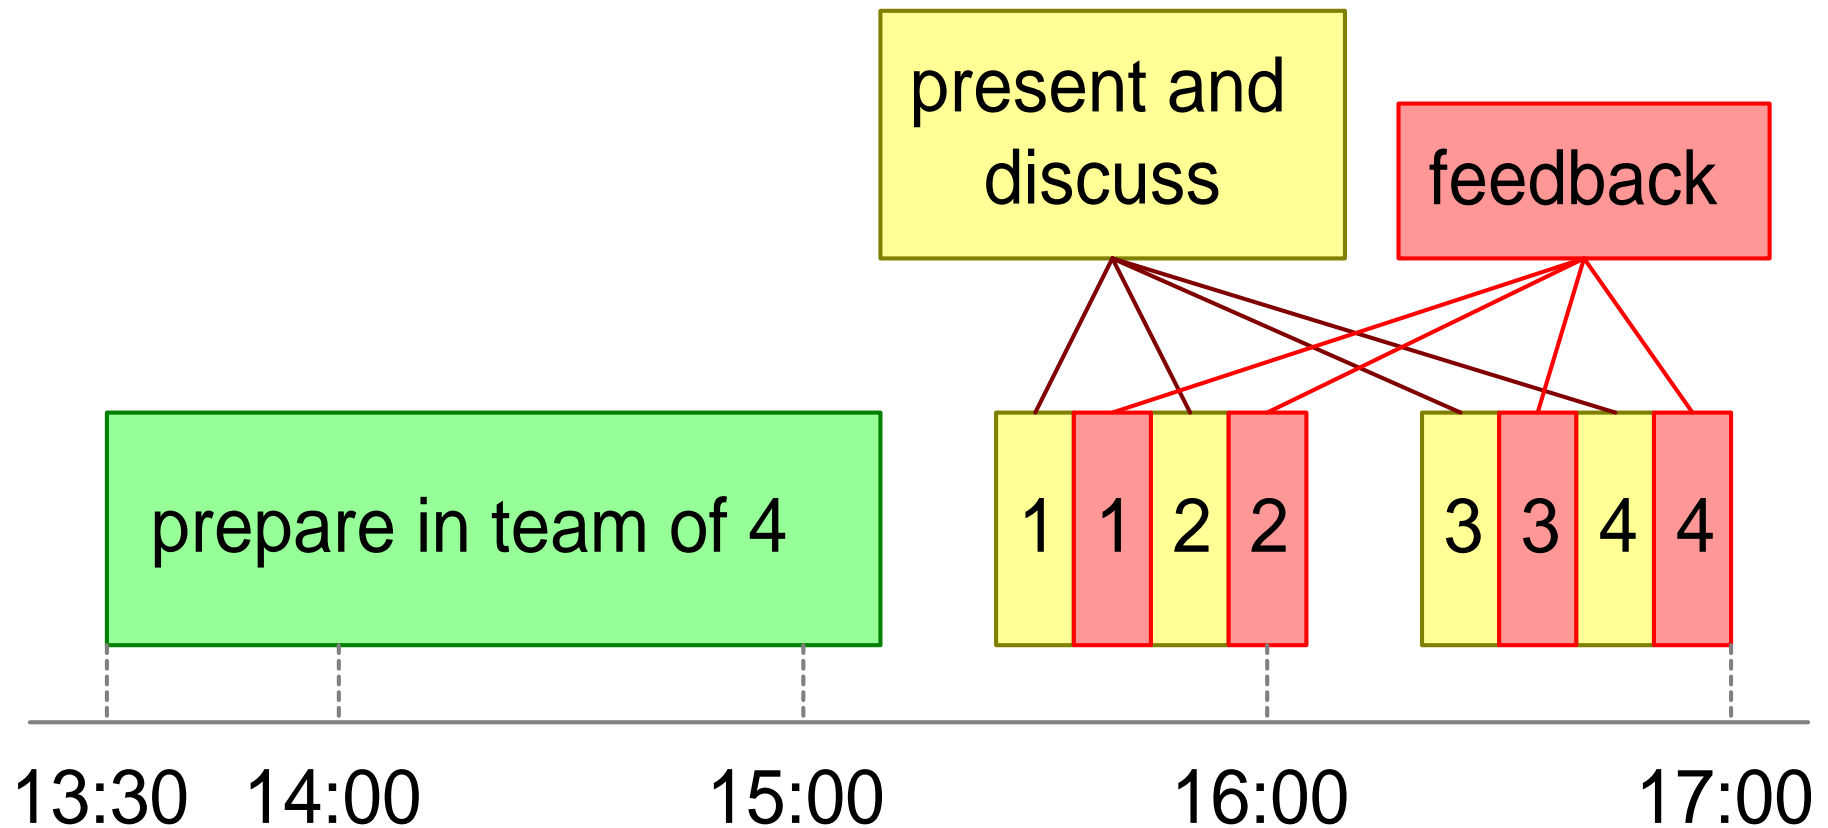 present and
discuss
feedback
prepare in team of 4
1 1 2 2
3 3 4 4
13:30 14:00 15:00 16:00 17:00